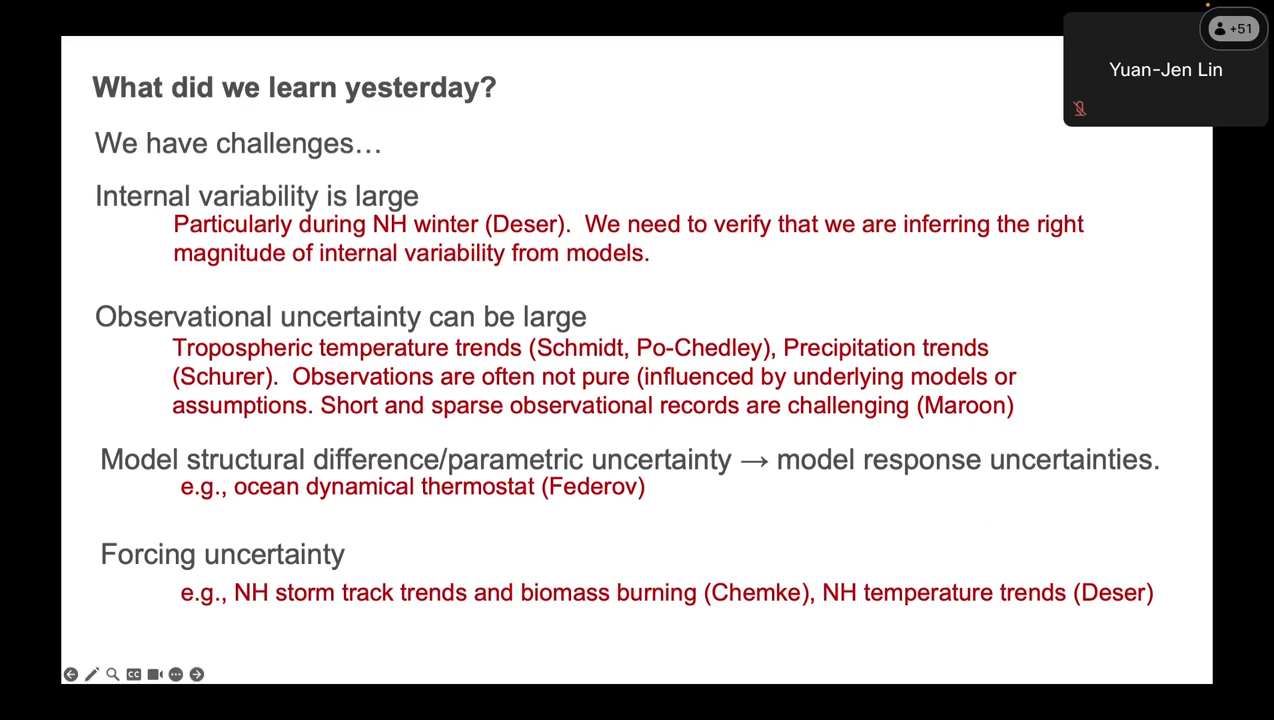 +51
Yuan-Jen Lin
What did we learn yesterday?
We have challenges…
Internal variability is large
Particularly during NH winter (Deser).  We need to verify that we are inferring the right
magnitude of internal variability from models.
Observational uncertainty can be large
Tropospheric temperature trends (Schmidt, Po-Chedley), Precipitation trends
(Schurer).  Observations are often not pure (influenced by underlying models or
assumptions. Short and sparse observational records are challenging (Maroon)
Model structural difference/parametric uncertainty → model response uncertainties.
e.g., ocean dynamical thermostat (Federov)
Forcing uncertainty
e.g., NH storm track trends and biomass burning (Chemke), NH temperature trends (Deser)
CC